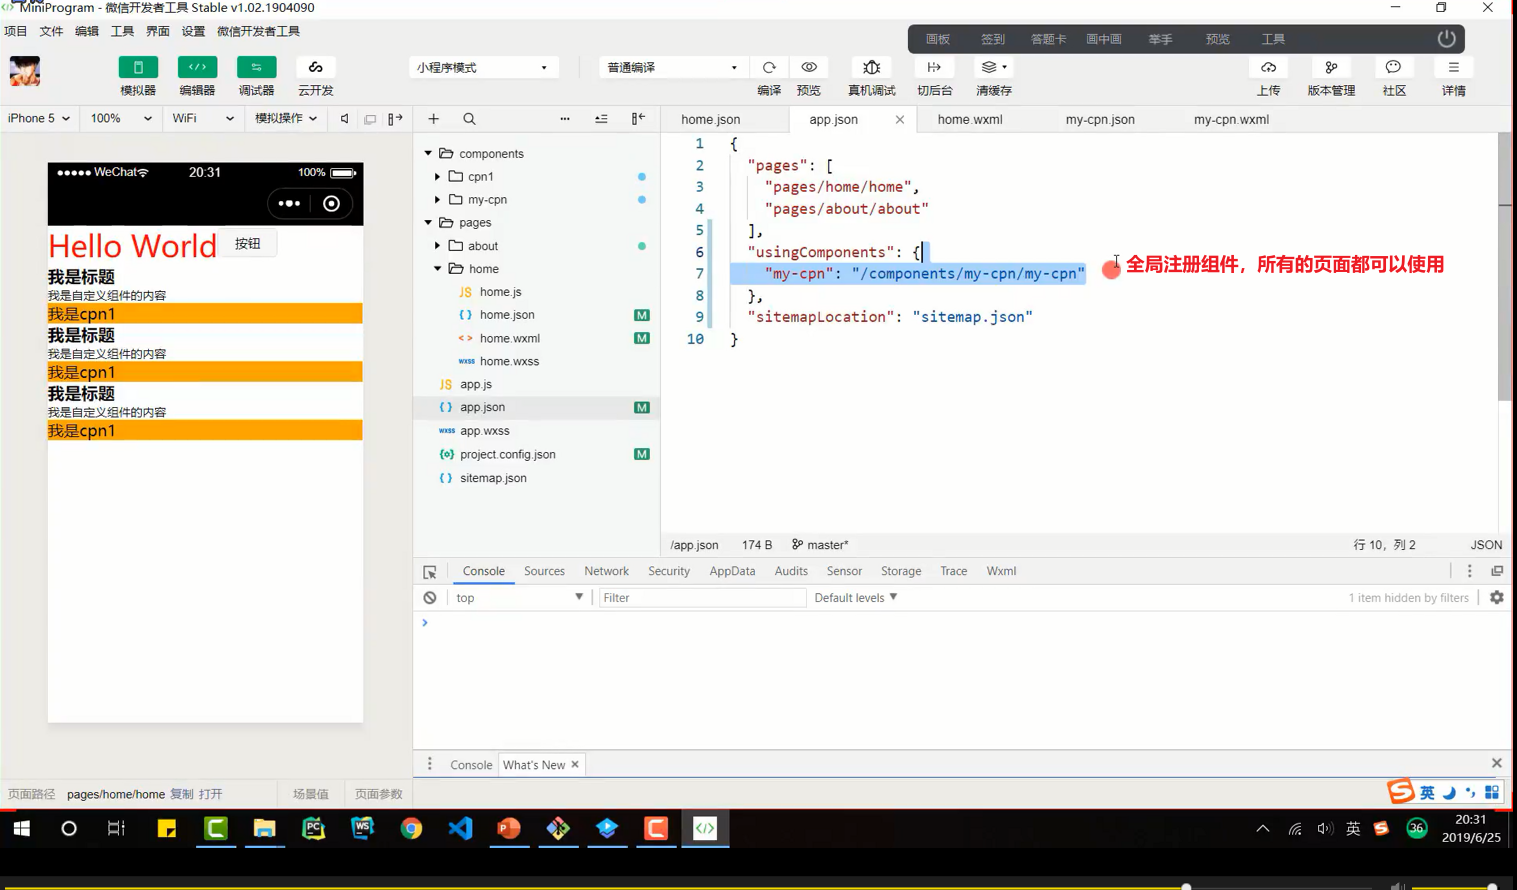 MiniProgram - 微信开发者工具 Stable v1.02.1904090
项目 文件 编辑 工具 界面 设置 微信开发者工具
画板 签到 答题卡 画中画 举手 预览 工具
小程序模式 普通编译
模拟器 编辑器 调试器 云开发 编译 预览 真机调试 切后台 清缓存 上传 版本管理 社区 详情
iPhone 5 100% WiFi 模拟操作
home.json app.json home.wxml my-cpn.json my-cpn.wxml
WeChat 20:31 100%
Hello World 按钮
我是标题
我是自定义组件的内容
我是cpn1
我是标题
我是自定义组件的内容
我是cpn1
我是标题
我是自定义组件的内容
我是cpn1
components
cpn1
my-cpn
pages
about
home
JS home.js
{ } home.json M
< > home.wxml M
wxss home.wxss
JS app.js
{ } app.json M
wxss app.wxss
{o} project.config.json M
{ } sitemap.json
1 {
2 "pages": [
3 "pages/home/home",
4 "pages/about/about"
5 ],
6 "usingComponents": {
7 "my-cpn": "/components/my-cpn/my-cpn"
8 },
9 "sitemapLocation": "sitemap.json"
10 }
全局注册组件，所有的页面都可以使用
/app.json 174 B master* 行 10，列 2 JSON
Console Sources Network Security AppData Audits Sensor Storage Trace Wxml
top Filter Default levels 1 item hidden by filters
Console What's New
页面路径 pages/home/home 复制 打开 场景值 页面参数
S 英
PC WS P C 英 S 36
20:31
2019/6/25